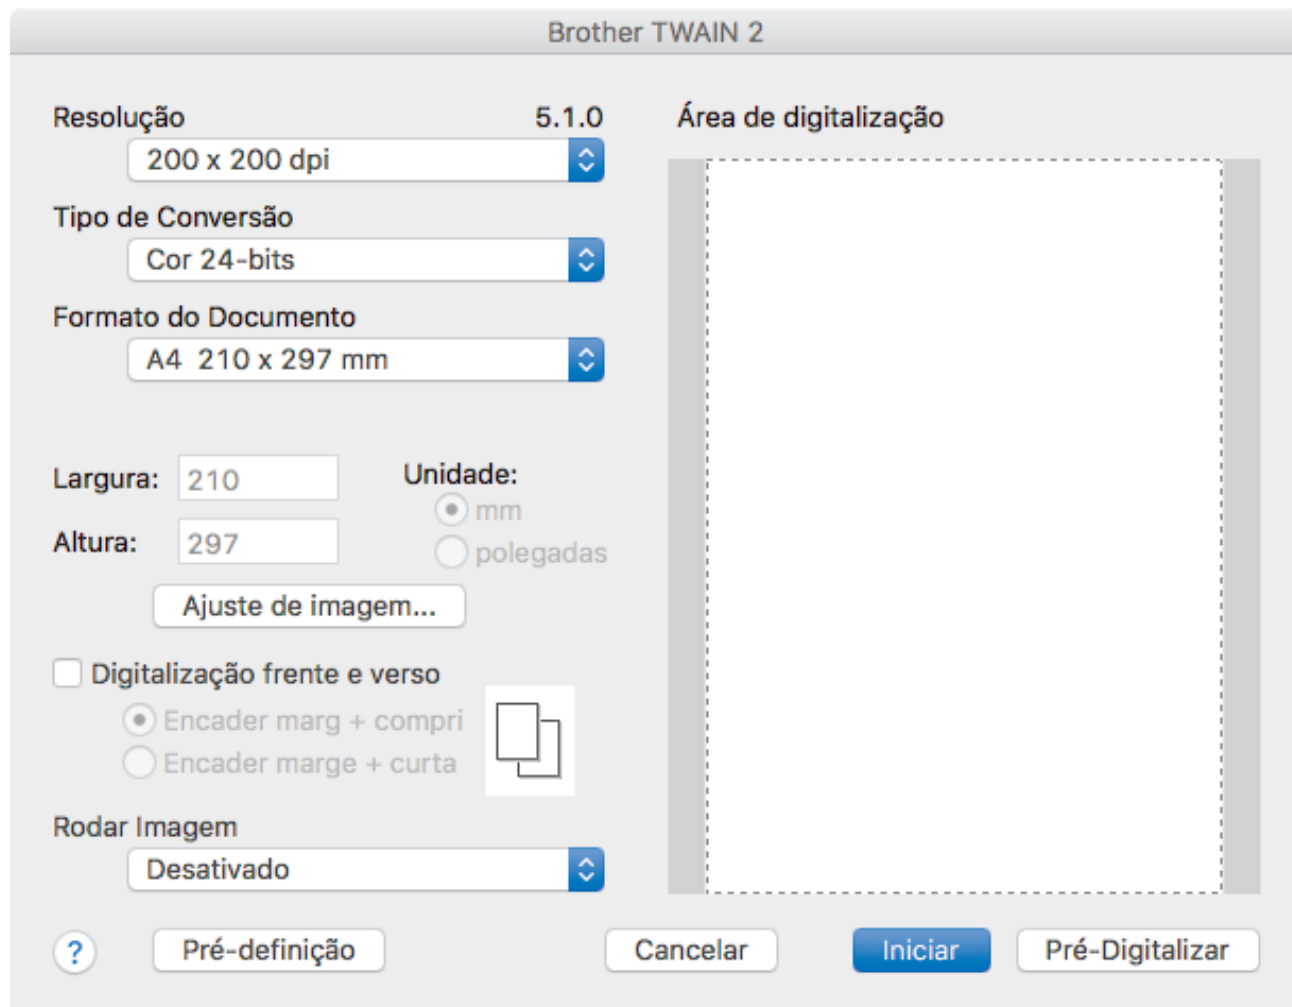 Brother TWAIN 2
Resolução 5.1.0
200 x 200 dpi
Tipo de Conversão
Cor 24-bits
Formato do Documento
A4 210 x 297 mm
Largura: 210
Unidade:
mm
Altura: 297
polegadas
Ajuste de imagem...
Digitalização frente e verso
Encader marg + compri
Encader marge + curta
Rodar Imagem
Desativado
Área de digitalização
? Pré-definição Cancelar Iniciar Pré-Digitalizar